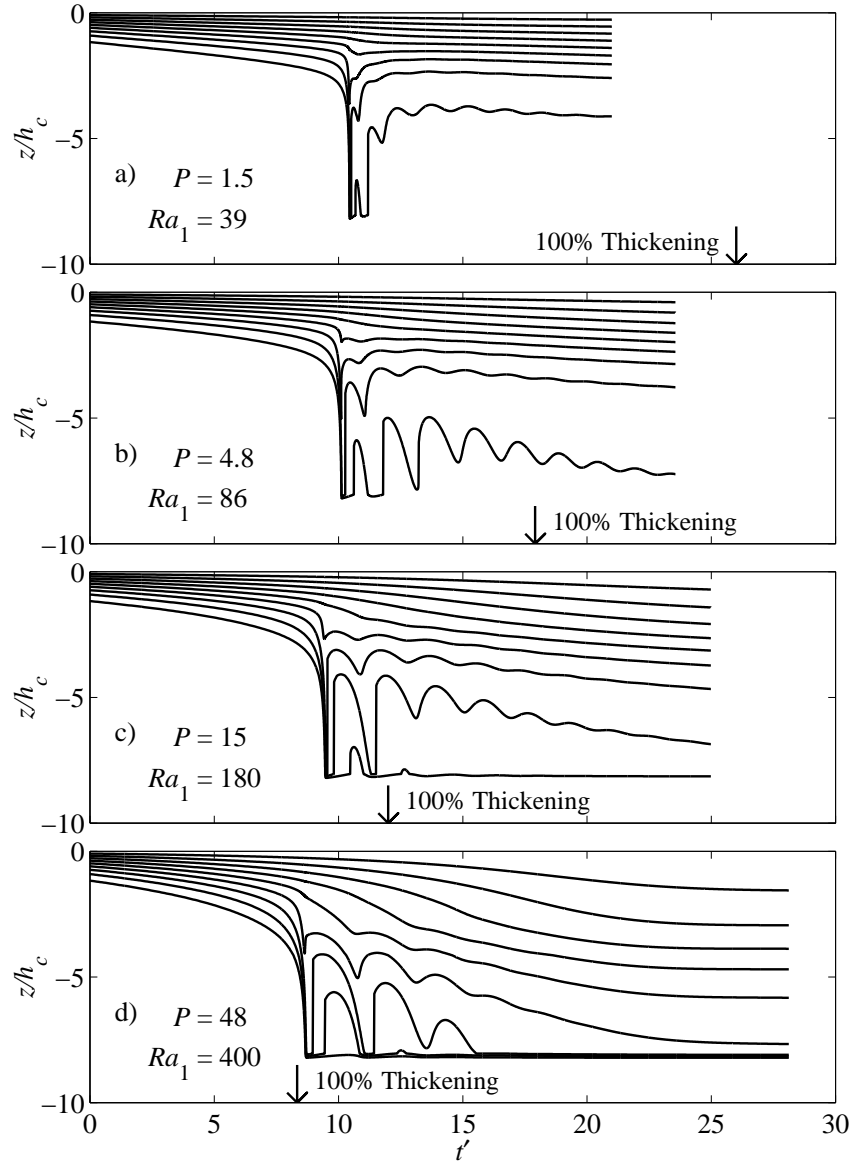 0
z/h_c
−5
a) P = 1.5
Ra_1 = 39
100% Thickening
−10
0
z/h_c
−5
b) P = 4.8
Ra_1 = 86
100% Thickening
−10
0
z/h_c
−5
c) P = 15
Ra_1 = 180
100% Thickening
−10
0
z/h_c
−5
d) P = 48
Ra_1 = 400
100% Thickening
−10
0 5 10 15 20 25 30
t′